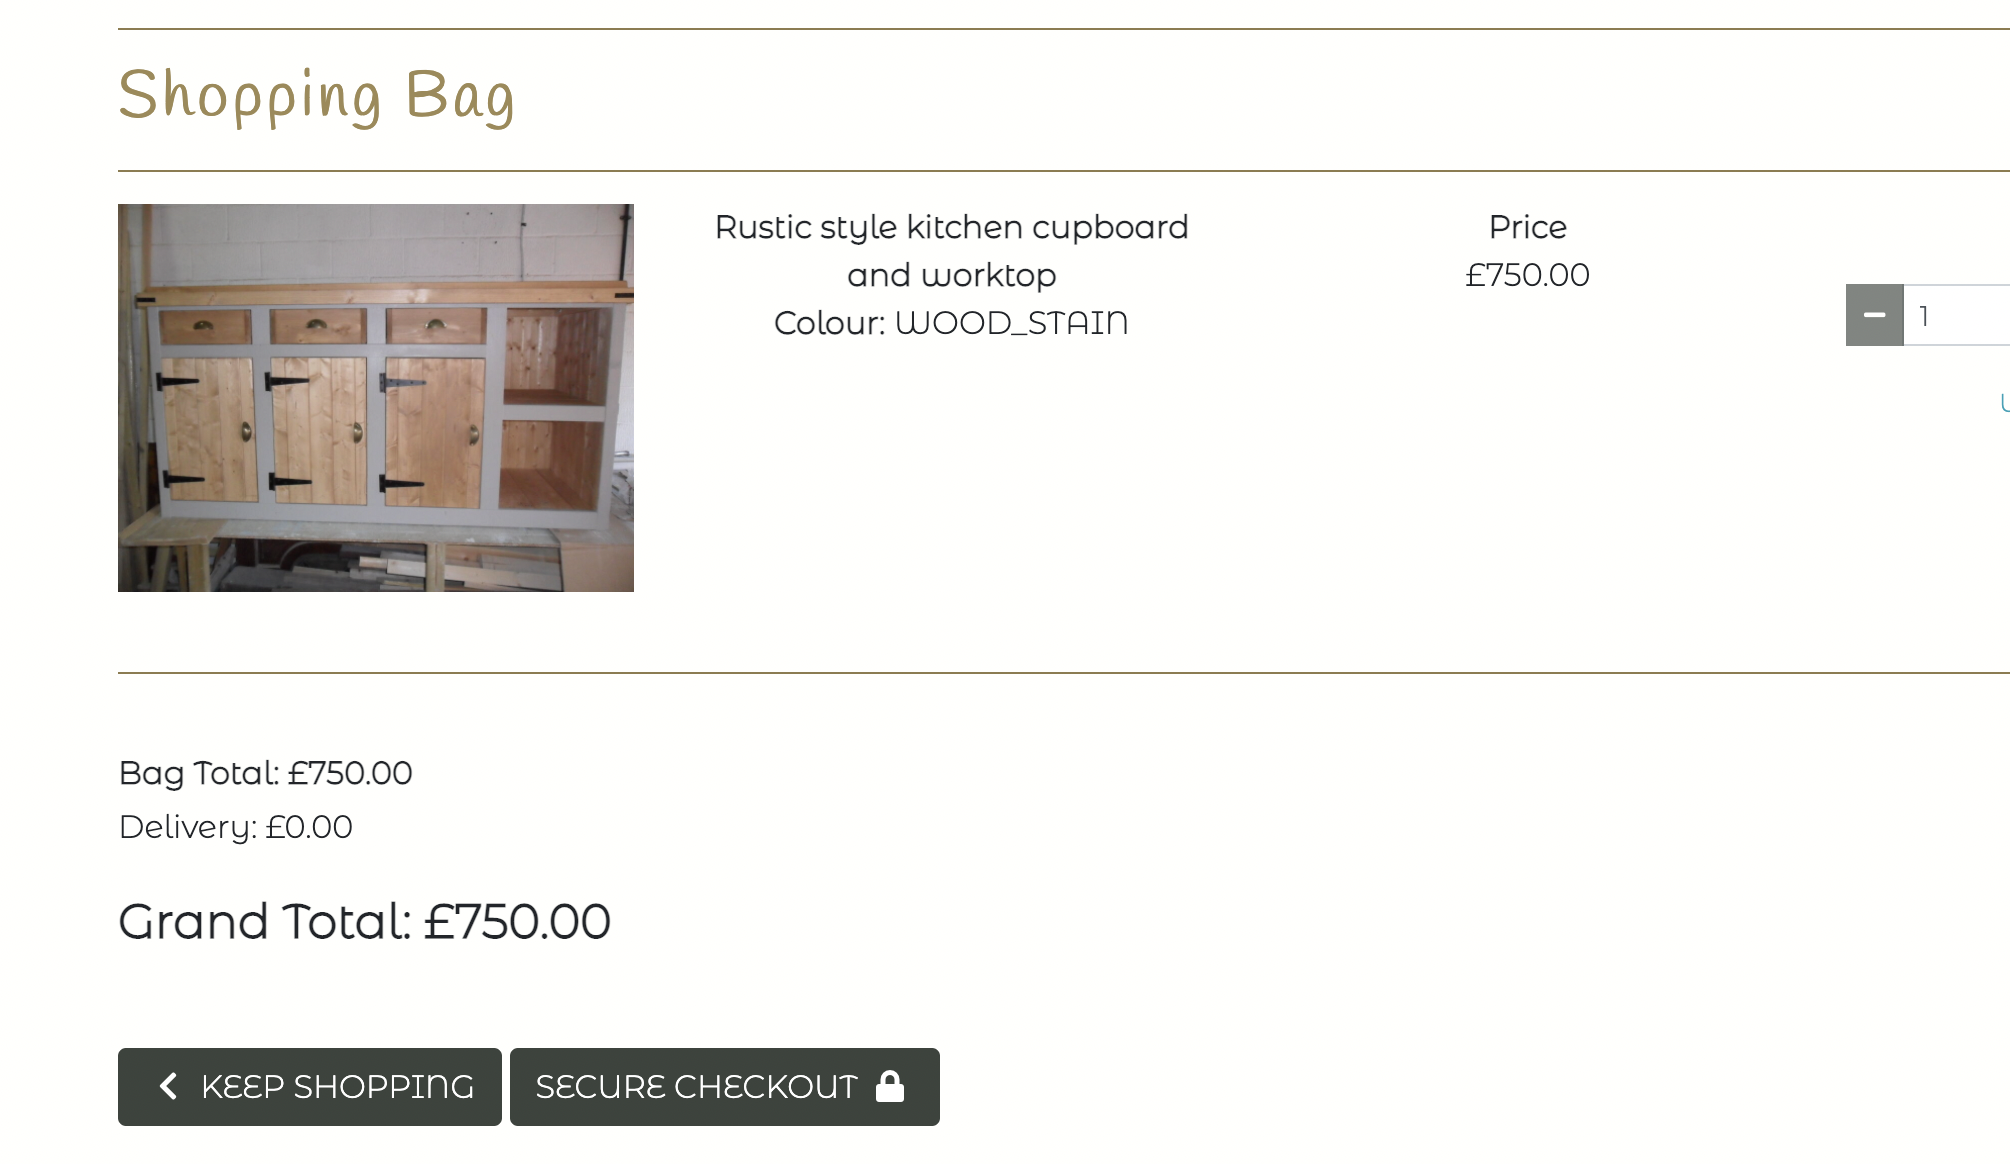 Shopping Bag
Rustic style kitchen cupboard
and worktop
Colour: WOOD_STAIN
Price
£750.00
1
Bag Total: £750.00
Delivery: £0.00
Grand Total: £750.00
KEEP SHOPPING
SECURE CHECKOUT